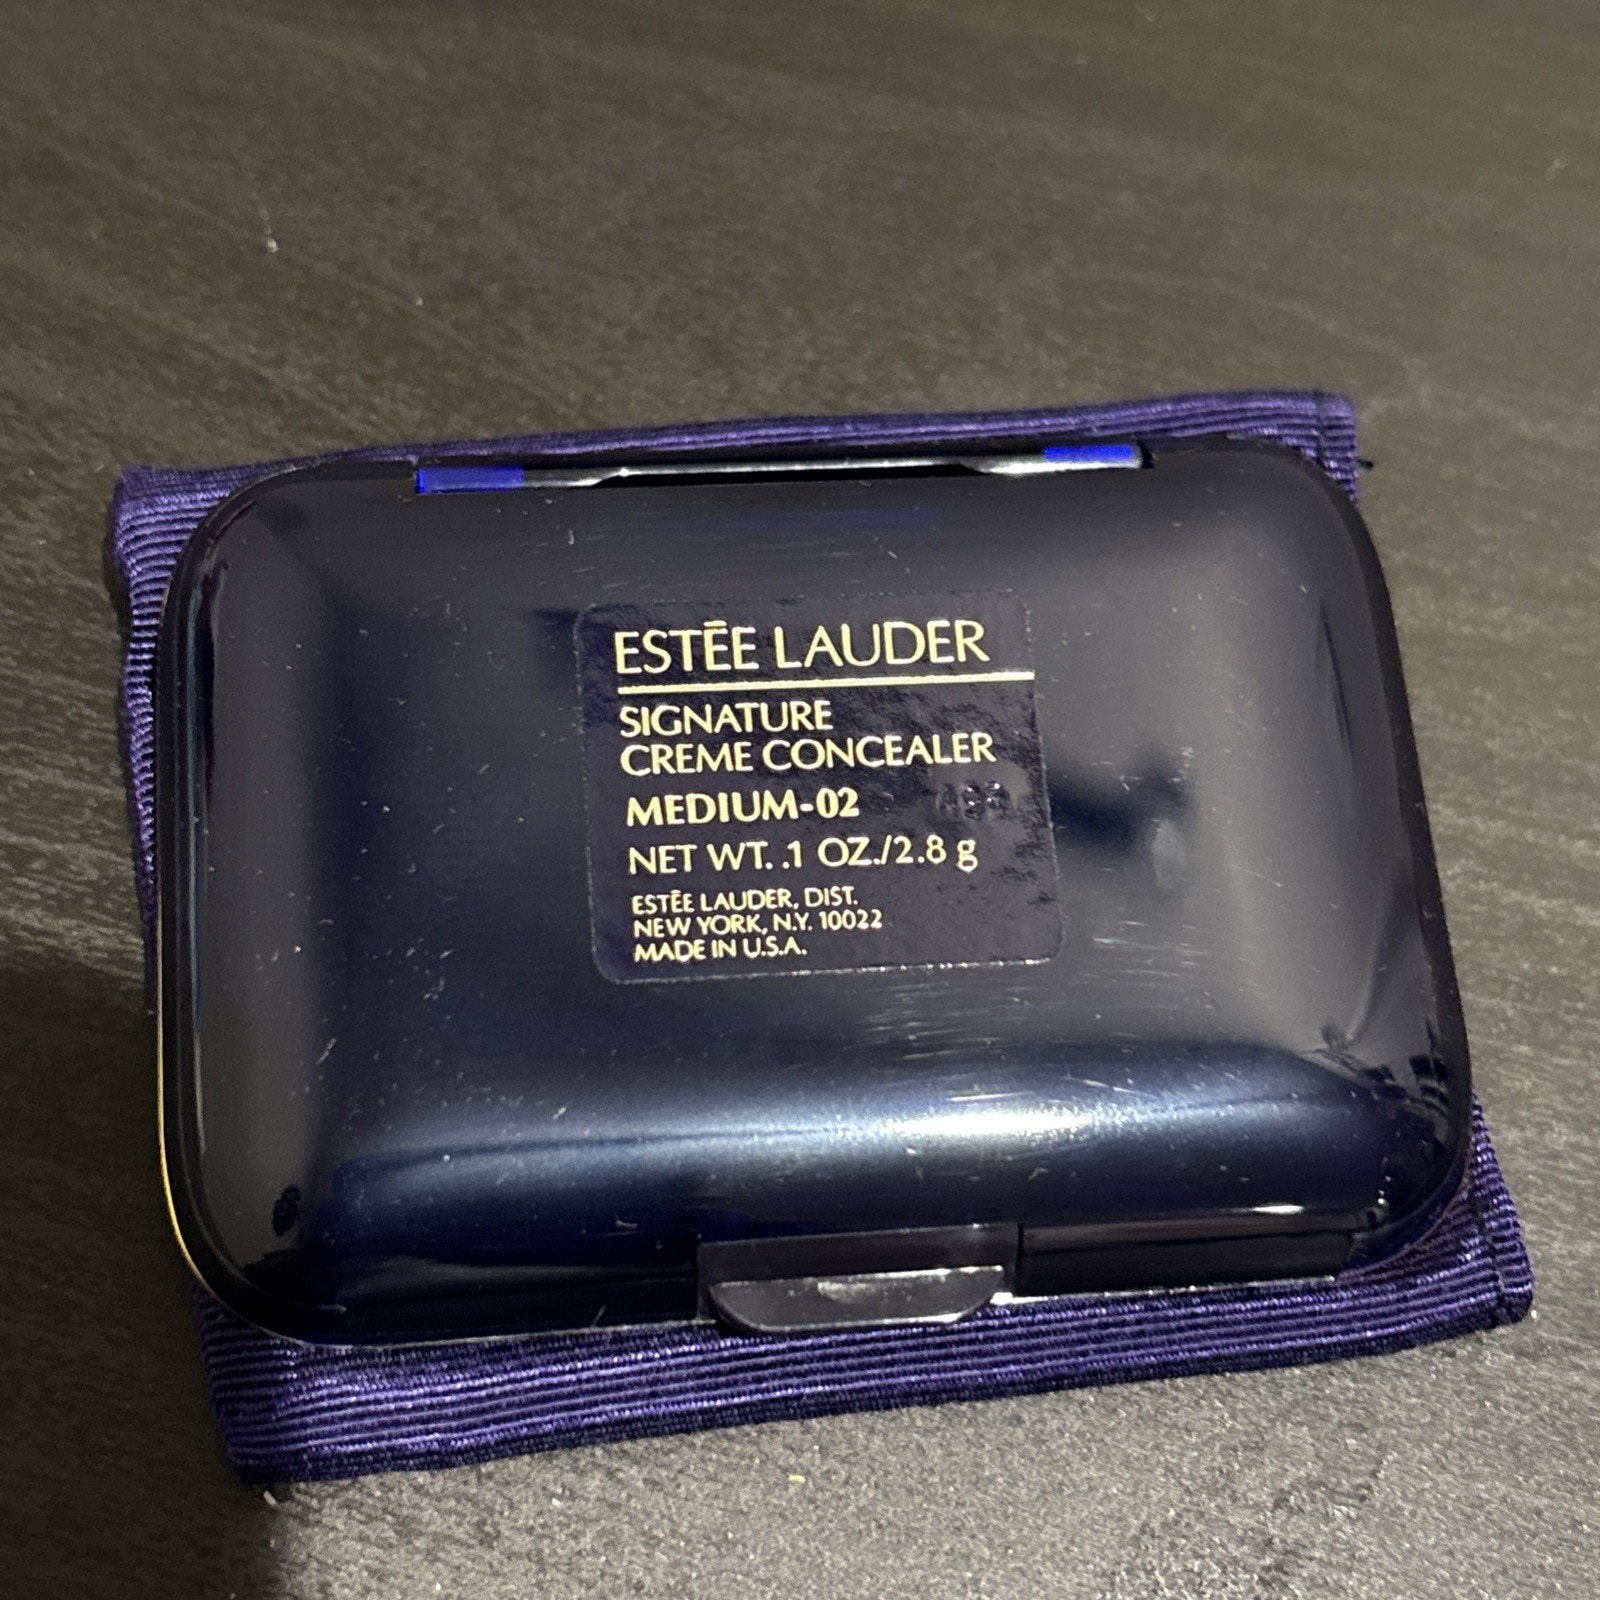 ESTĒE LAUDER
SIGNATURE
CREME CONCEALER
MEDIUM-02
NET WT. .1 OZ./2.8 g
ESTĒE LAUDER, DIST.
NEW YORK, N.Y. 10022
MADE IN U.S.A.